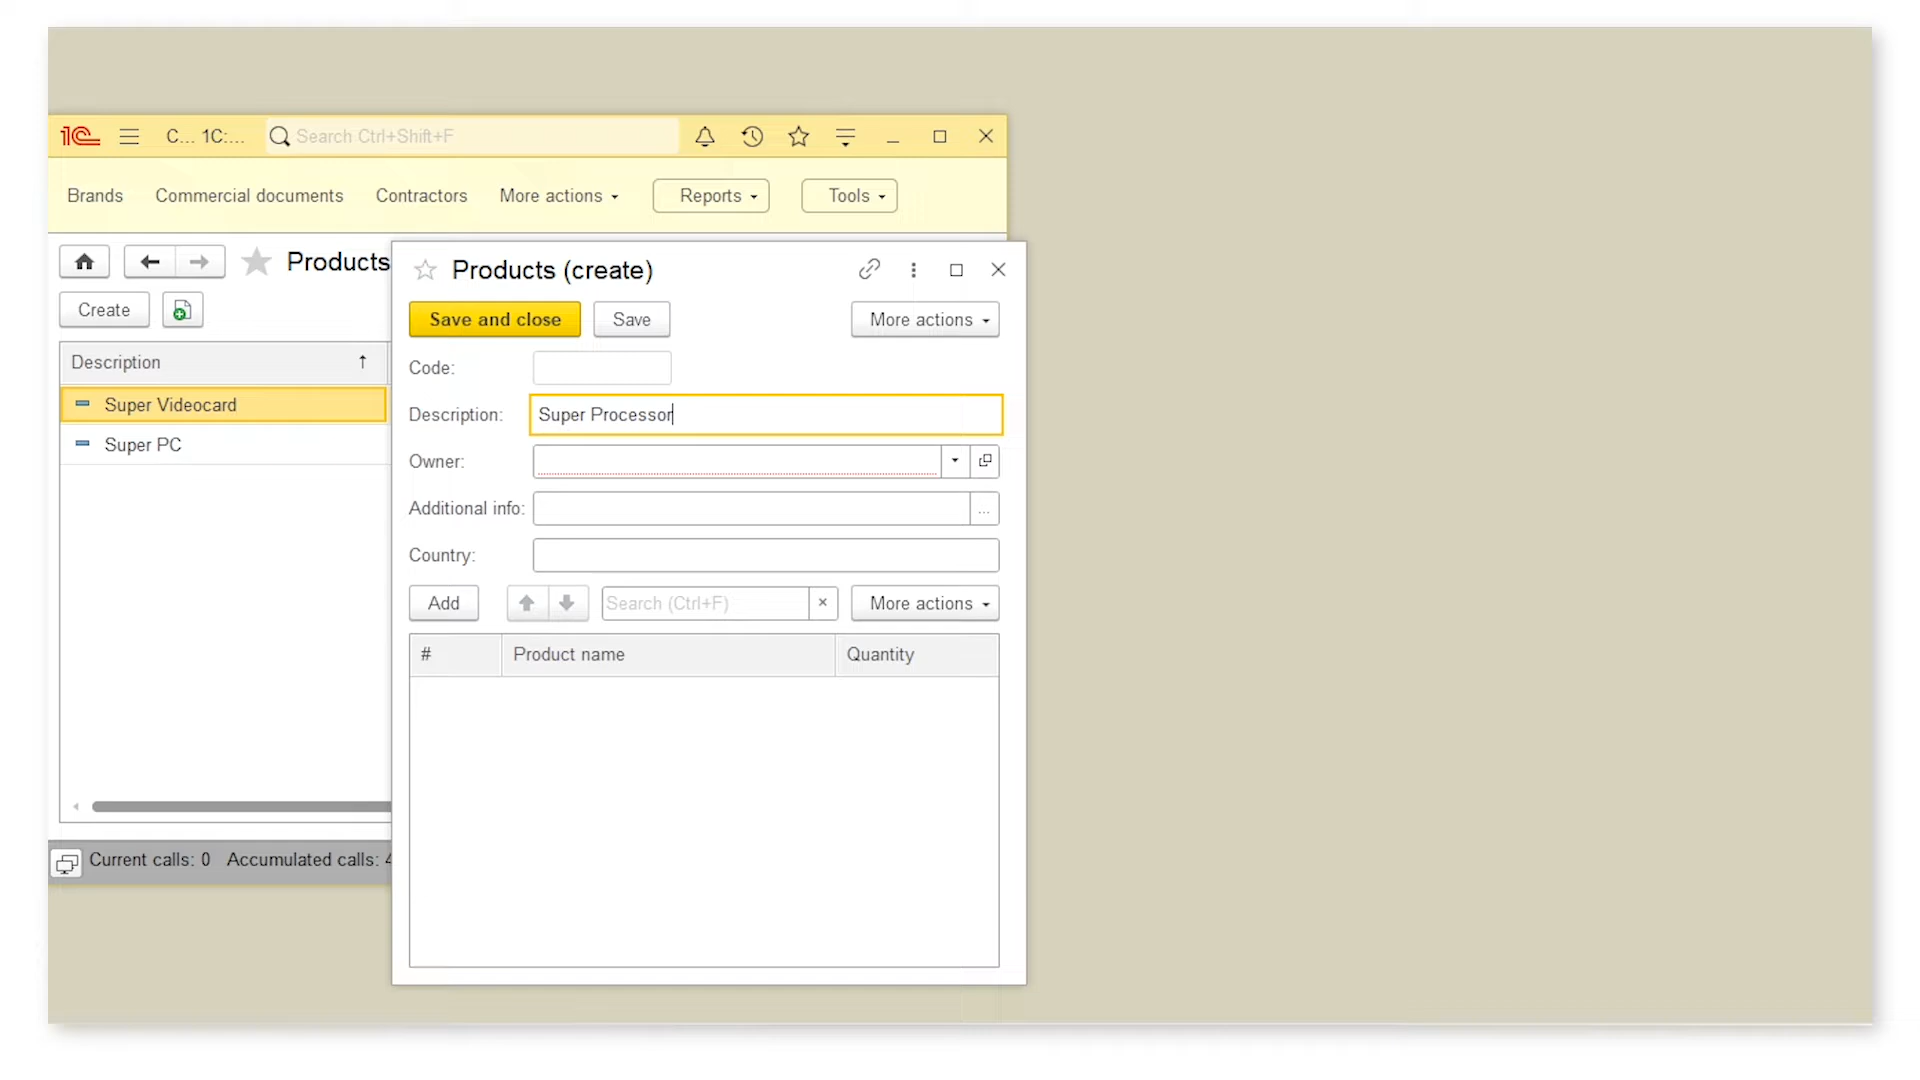 1C C... 1C:... Search Ctrl+Shift+F
Brands Commercial documents Contractors More actions Reports Tools
Products
Create
Description ↑
Super Videocard
Super PC
Current calls: 0 Accumulated calls: 4
Products (create)
Save and close Save More actions
Code:
Description: Super Processor
Owner:
Additional info: ...
Country:
Add Search (Ctrl+F) × More actions
# Product name Quantity